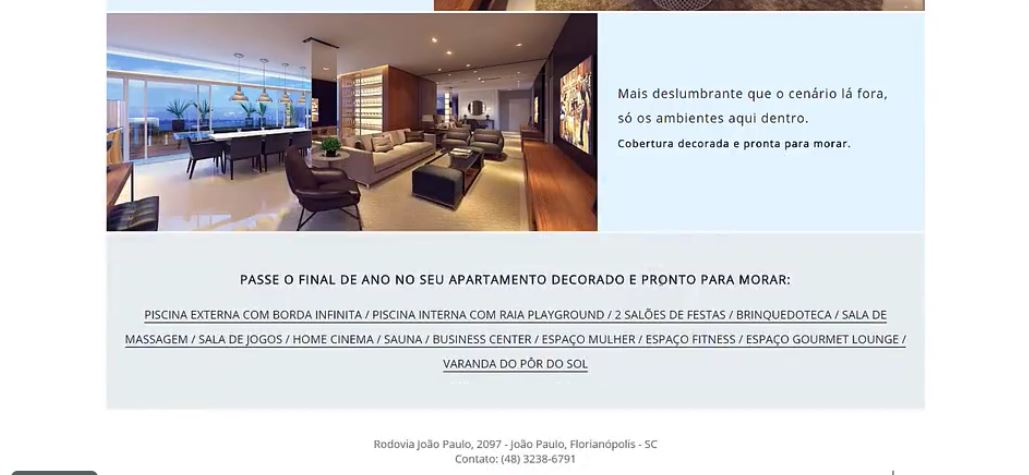 Mais deslumbrante que o cenário lá fora,
só os ambientes aqui dentro.
Cobertura decorada e pronta para morar.
PASSE O FINAL DE ANO NO SEU APARTAMENTO DECORADO E PRONTO PARA MORAR:
PISCINA EXTERNA COM BORDA INFINITA / PISCINA INTERNA COM RAIA PLAYGROUND / 2 SALÕES DE FESTAS / BRINQUEDOTECA / SALA DE
MASSAGEM / SALA DE JOGOS / HOME CINEMA / SAUNA / BUSINESS CENTER / ESPAÇO MULHER / ESPAÇO FITNESS / ESPAÇO GOURMET LOUNGE /
VARANDA DO PÔR DO SOL
Rodovia João Paulo, 2097 - João Paulo, Florianópolis - SC
Contato: (48) 3238-6791